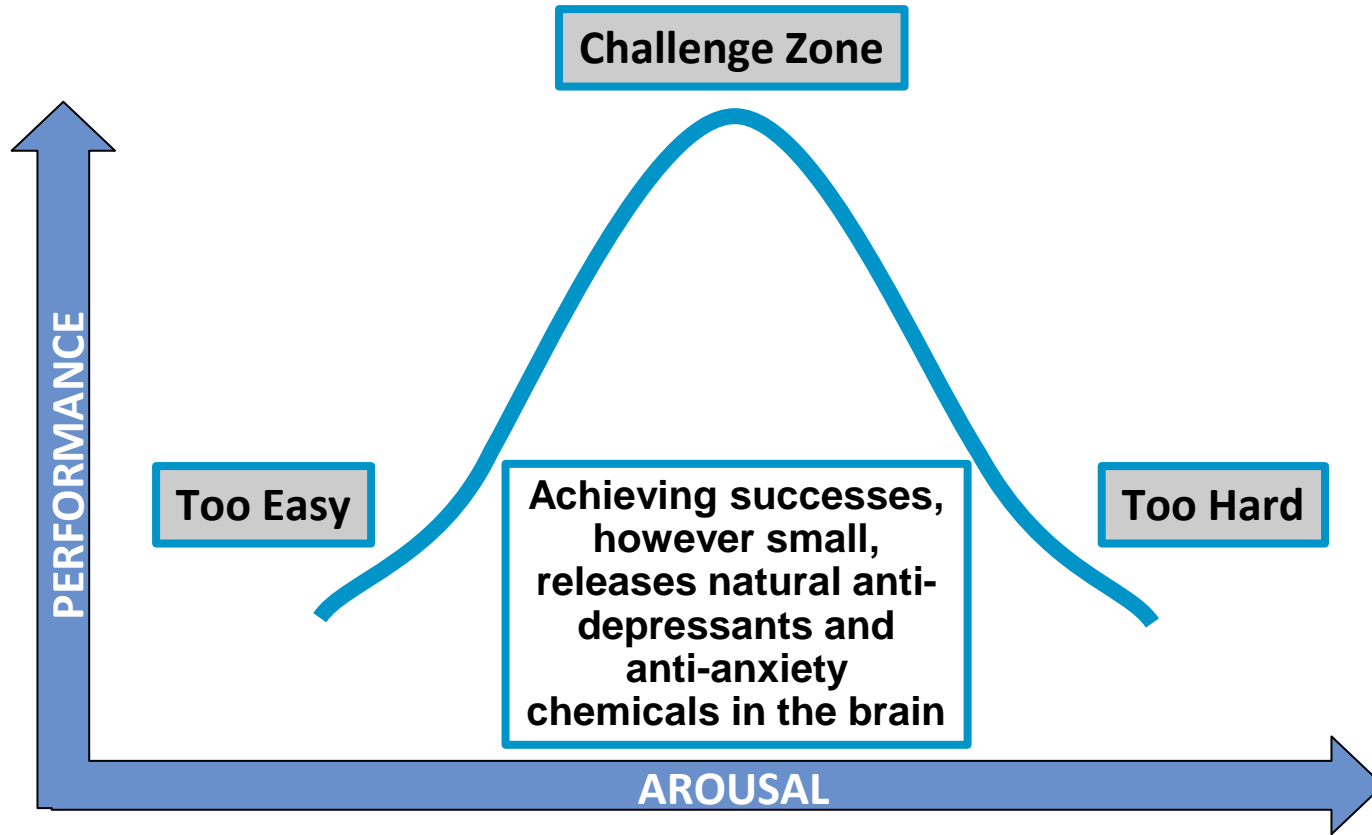 Challenge Zone
PERFORMANCE
Too Easy
Achieving successes,
however small,
releases natural anti-
depressants and
anti-anxiety
chemicals in the brain
Too Hard
AROUSAL